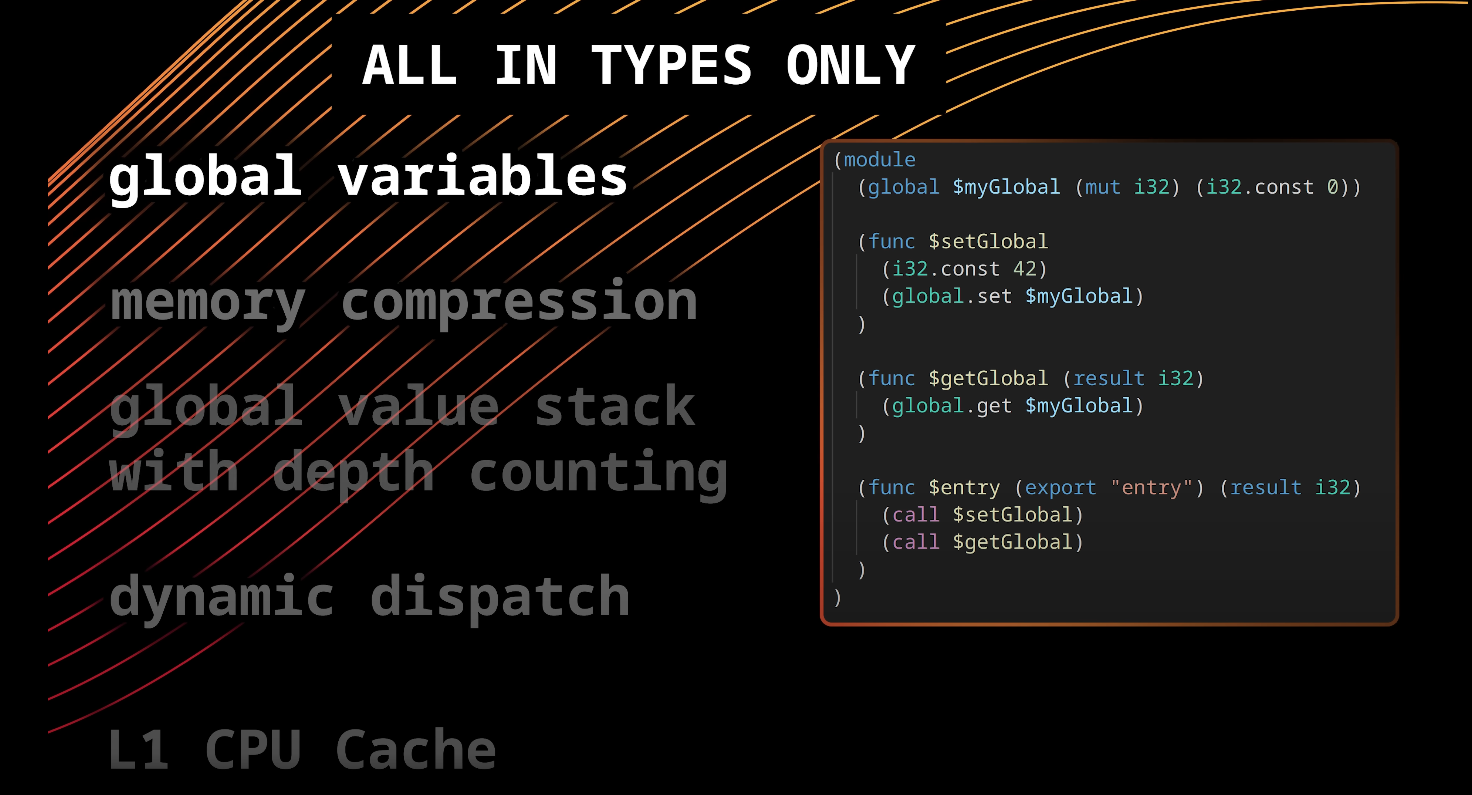 ALL IN TYPES ONLY
global variables
memory compression
global value stack
with depth counting
dynamic dispatch
L1 CPU Cache
(module
  (global $myGlobal (mut i32) (i32.const 0))

  (func $setGlobal
    (i32.const 42)
    (global.set $myGlobal)
  )

  (func $getGlobal (result i32)
    (global.get $myGlobal)
  )

  (func $entry (export "entry") (result i32)
    (call $setGlobal)
    (call $getGlobal)
  )
)